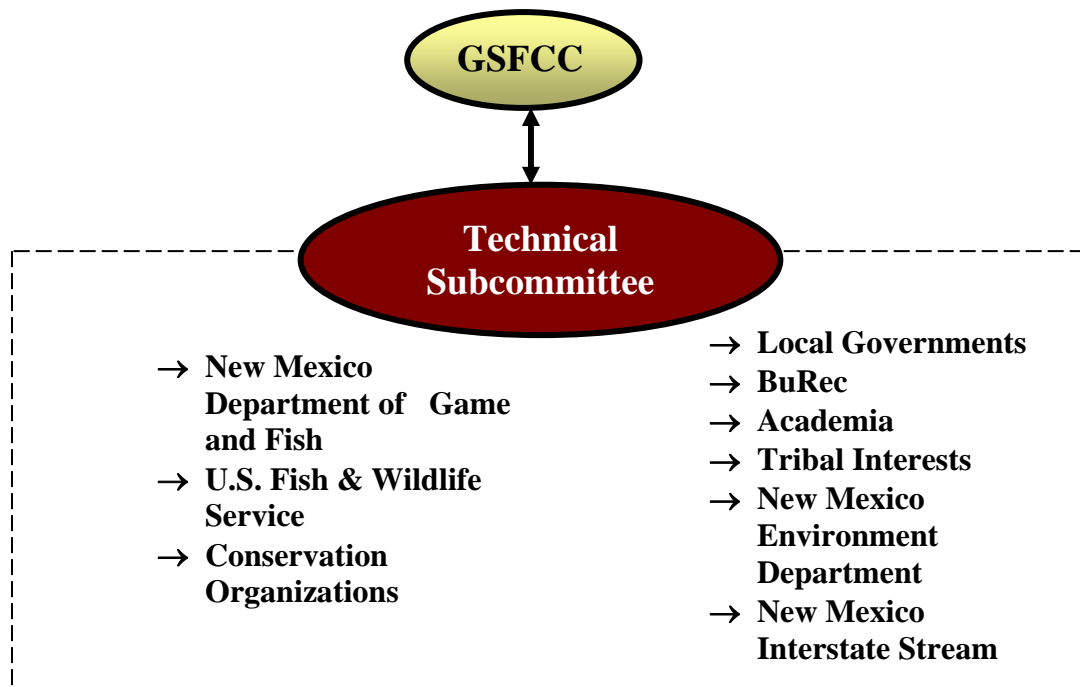 GSFCC
Technical
Subcommittee
→ New Mexico
Department of Game
and Fish
→ U.S. Fish & Wildlife
Service
→ Conservation
Organizations
→ Local Governments
→ BuRec
→ Academia
→ Tribal Interests
→ New Mexico
Environment
Department
→ New Mexico
Interstate Stream